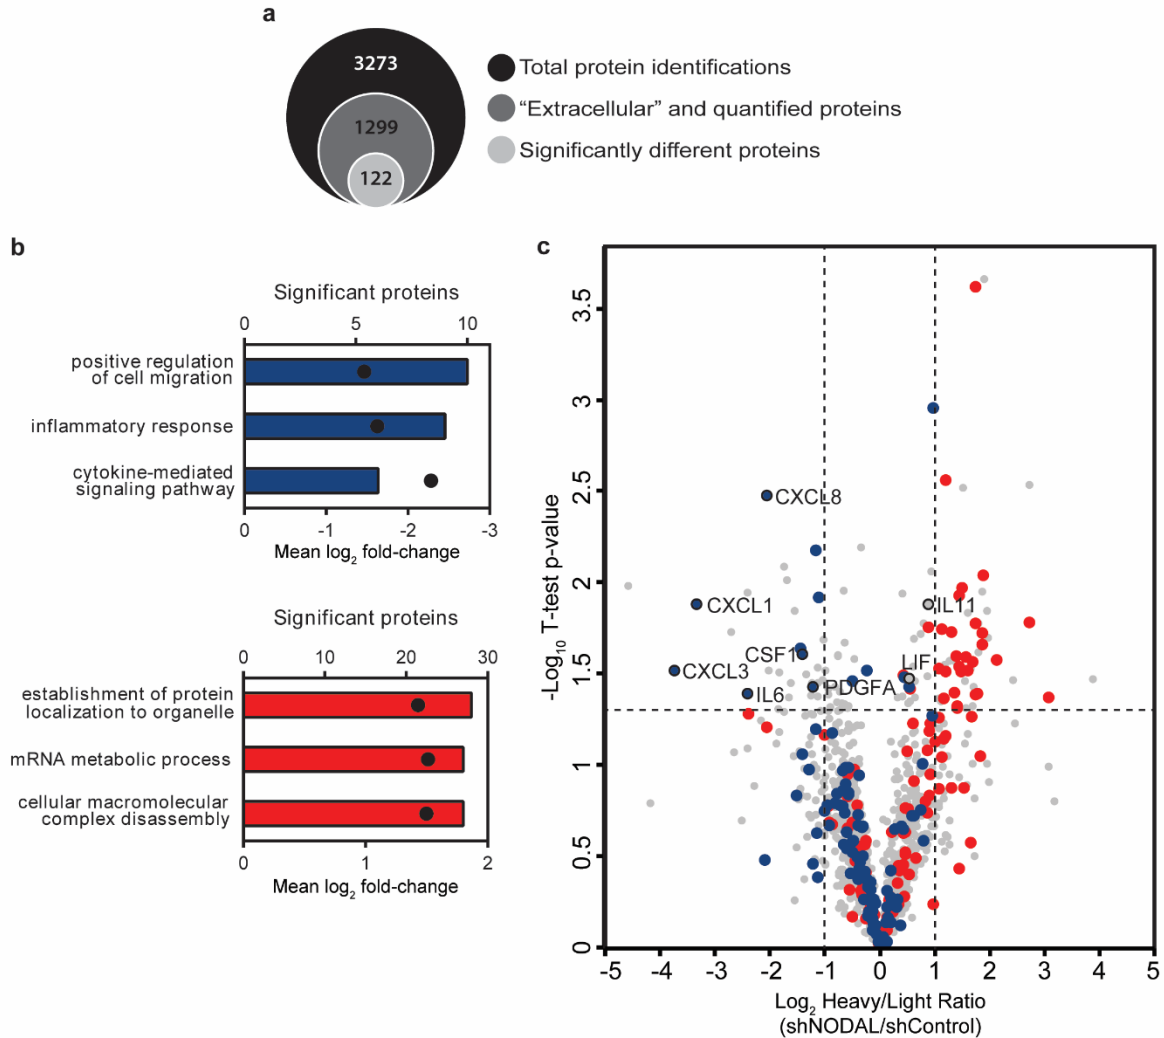 a
3273
1299
122
Total protein identifications
“Extracellular” and quantified proteins
Significantly different proteins
b
Significant proteins
0 5 10
positive regulation
of cell migration
inflammatory response
cytokine-mediated
signaling pathway
0 -1 -2 -3
Mean log2 fold-change
Significant proteins
0 10 20 30
establishment of protein
localization to organelle
mRNA metabolic process
cellular macromolecular
complex disassembly
0 1 2
Mean log2 fold-change
c
-Log10 T-test p-value
3.5
3
2.5
2
1.5
1
0.5
0
CXCL8
CXCL1
IL11
CSF1
LIF
CXCL3
PDGFA
IL6
-5 -4 -3 -2 -1 0 1 2 3 4 5
Log2 Heavy/Light Ratio
(shNODAL/shControl)